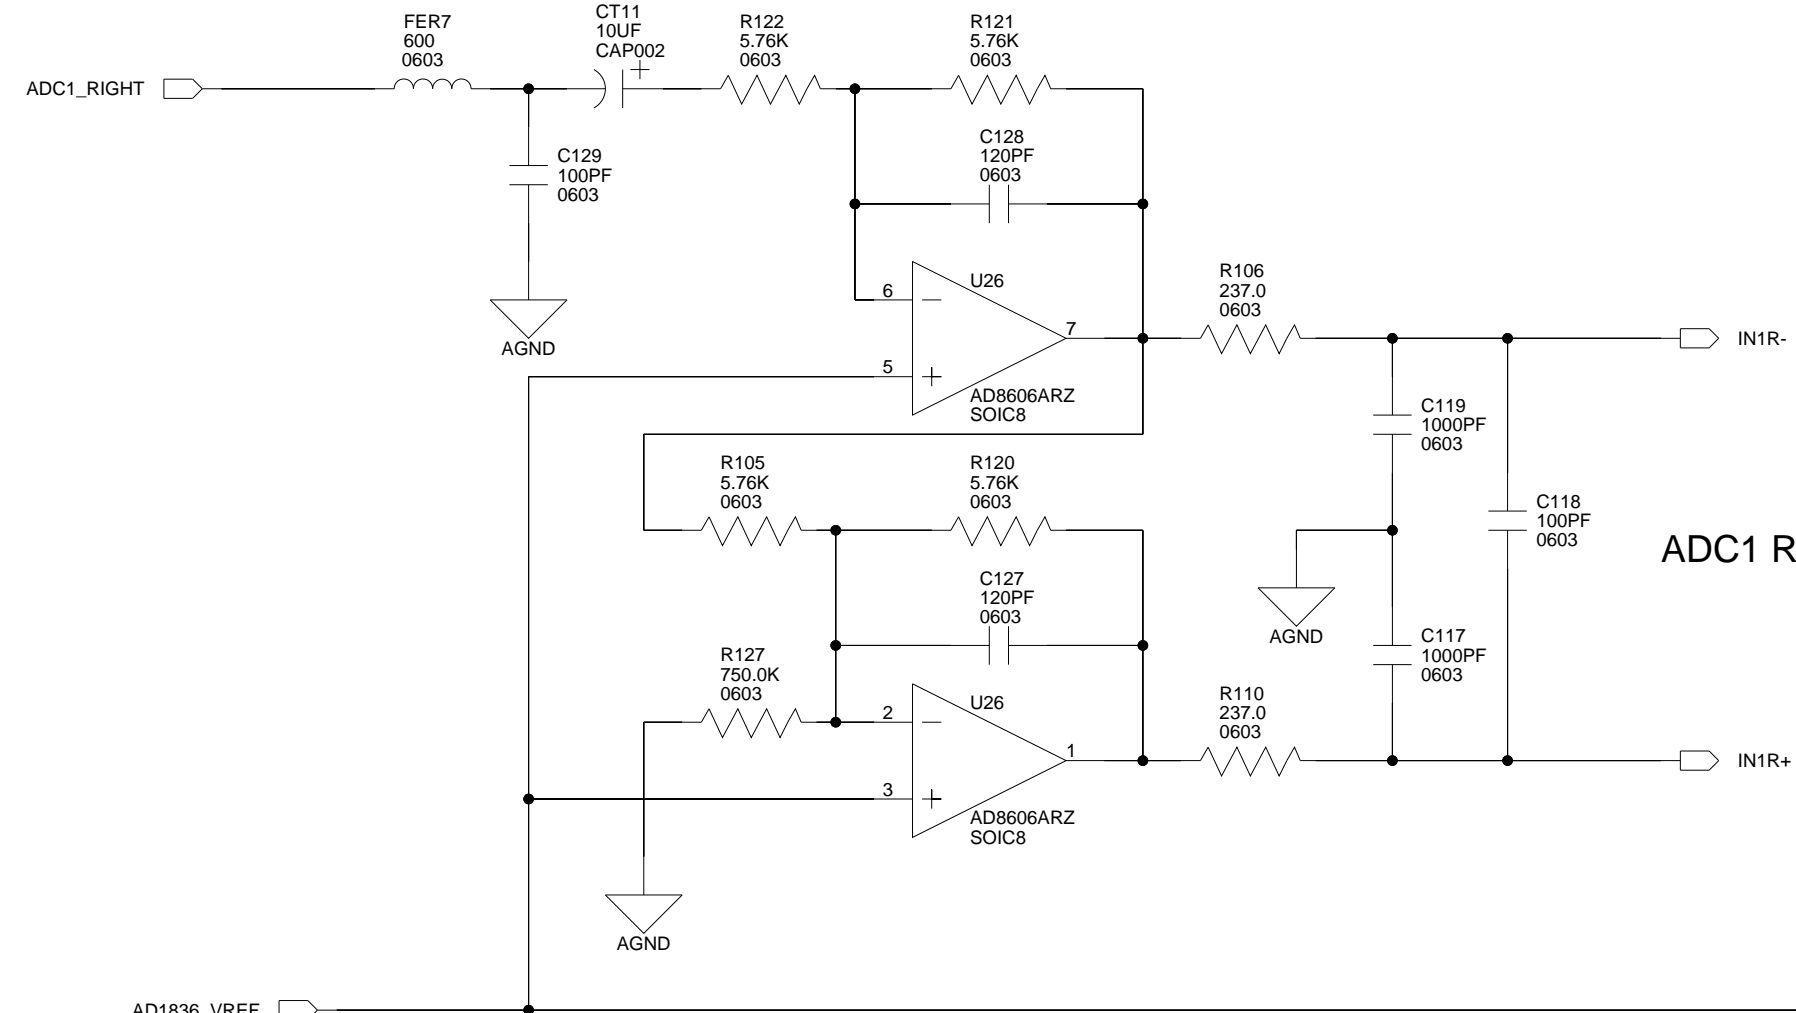 CT11
10UF
CAP002
FER7
600
0603
R122
5.76K
0603
R121
5.76K
0603
ADC1_RIGHT
+
C128
120PF
0603
C129
100PF
0603
AGND
U26
6
−
7
5
+
AD8606ARZ
SOIC8
R106
237.0
0603
IN1R-
C119
1000PF
0603
R105
5.76K
0603
R120
5.76K
0603
C118
100PF
0603
ADC1 R
C127
120PF
0603
AGND
C117
1000PF
0603
R127
750.0K
0603
U26
2
−
1
3
+
AD8606ARZ
SOIC8
R110
237.0
0603
IN1R+
AGND
AD1836_VREF